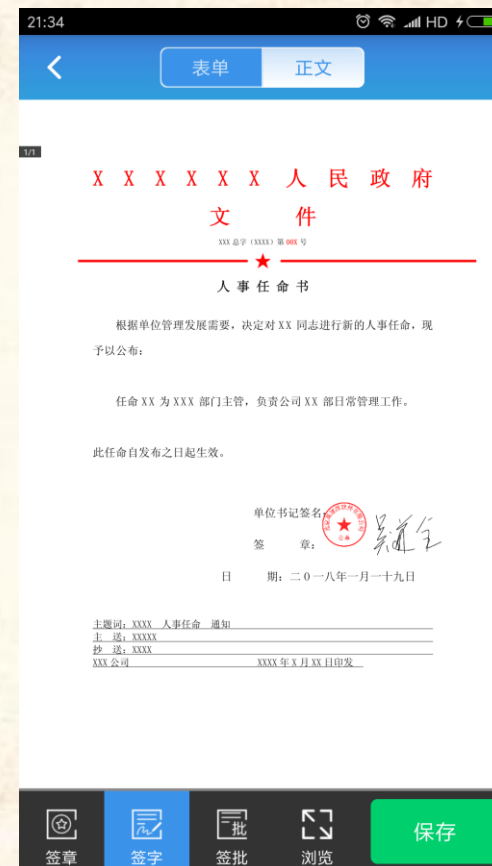 21:34 HD
表单 正文
1/1
X X X X X X 人 民 政 府
文 件
XXX 总字（XXXX）第 00X 号
人 事 任 命 书
根据单位管理发展需要，决定对 XX 同志进行新的人事任命，现
予以公布：
任命 XX 为 XXX 部门主管，负责公司 XX 部日常管理工作。
此任命自发布之日起生效。
单位书记签名：
签 章：
日 期：二０一八年一月一十九日
主题词：XXXX 人事任命 通知
主 送：XXXXX
抄 送：XXXX
XXX 公司 XXXX 年 X 月 XX 日印发
签章 签字 签批 浏览 保存